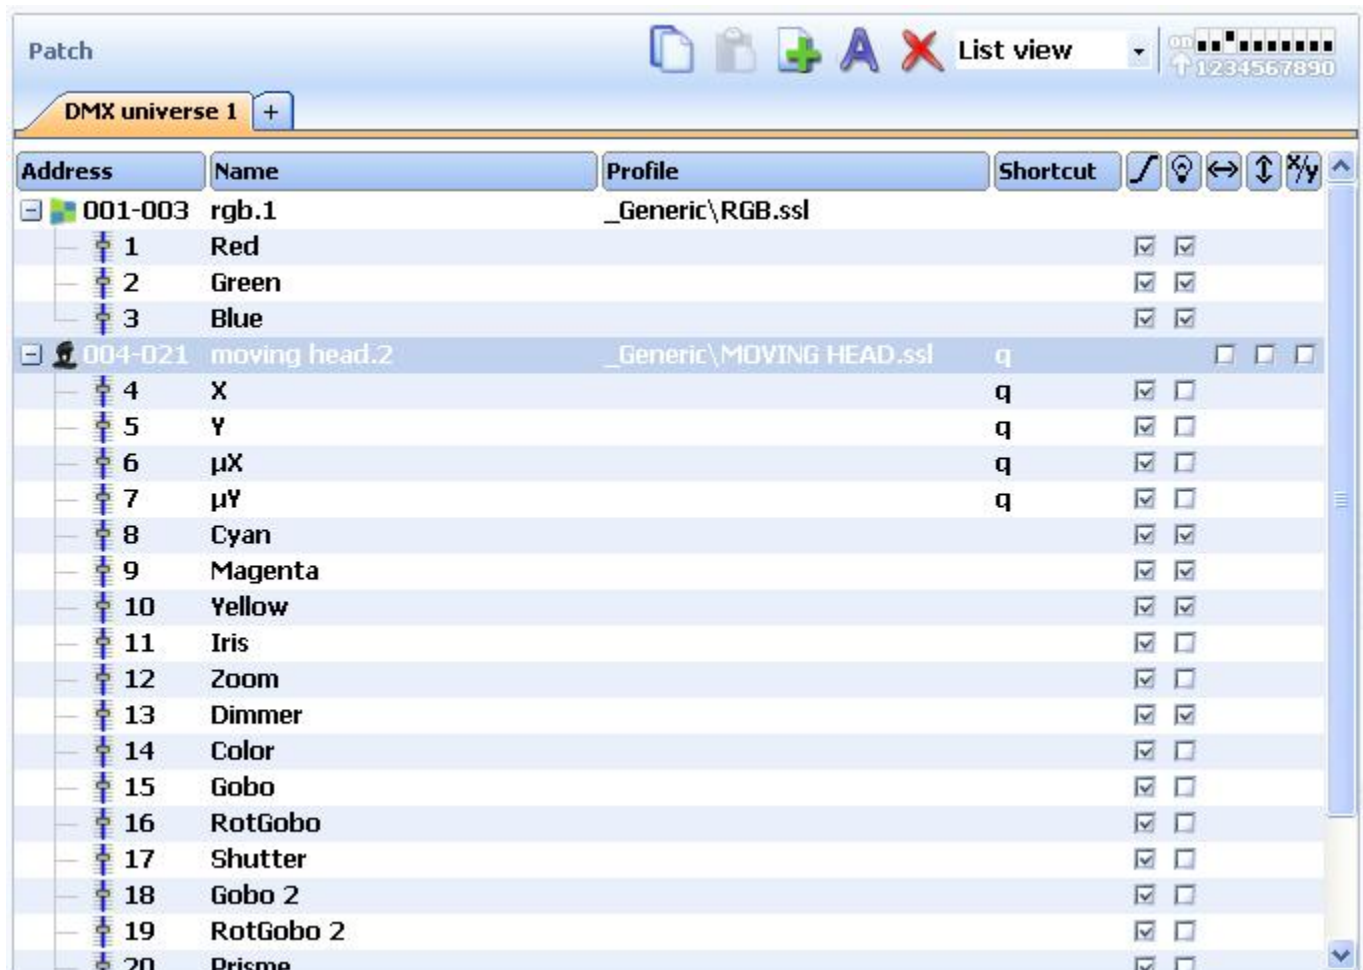 Patch
List view
ON
1234567890
DMX universe 1 +
Address Name Profile Shortcut X/y
001-003 rgb.1 _Generic\RGB.ssl
1 Red
2 Green
3 Blue
004-021 moving head.2 _Generic\MOVING HEAD.ssl q
4 X q
5 Y q
6 µX q
7 µY q
8 Cyan
9 Magenta
10 Yellow
11 Iris
12 Zoom
13 Dimmer
14 Color
15 Gobo
16 RotGobo
17 Shutter
18 Gobo 2
19 RotGobo 2
20 Prisme